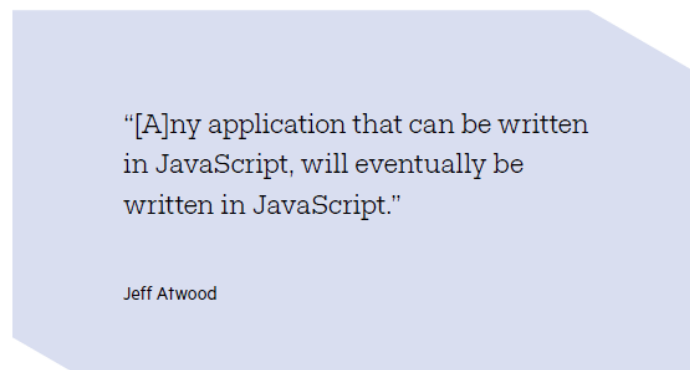 “[A]ny application that can be written
in JavaScript, will eventually be
written in JavaScript.”
Jeff Atwood